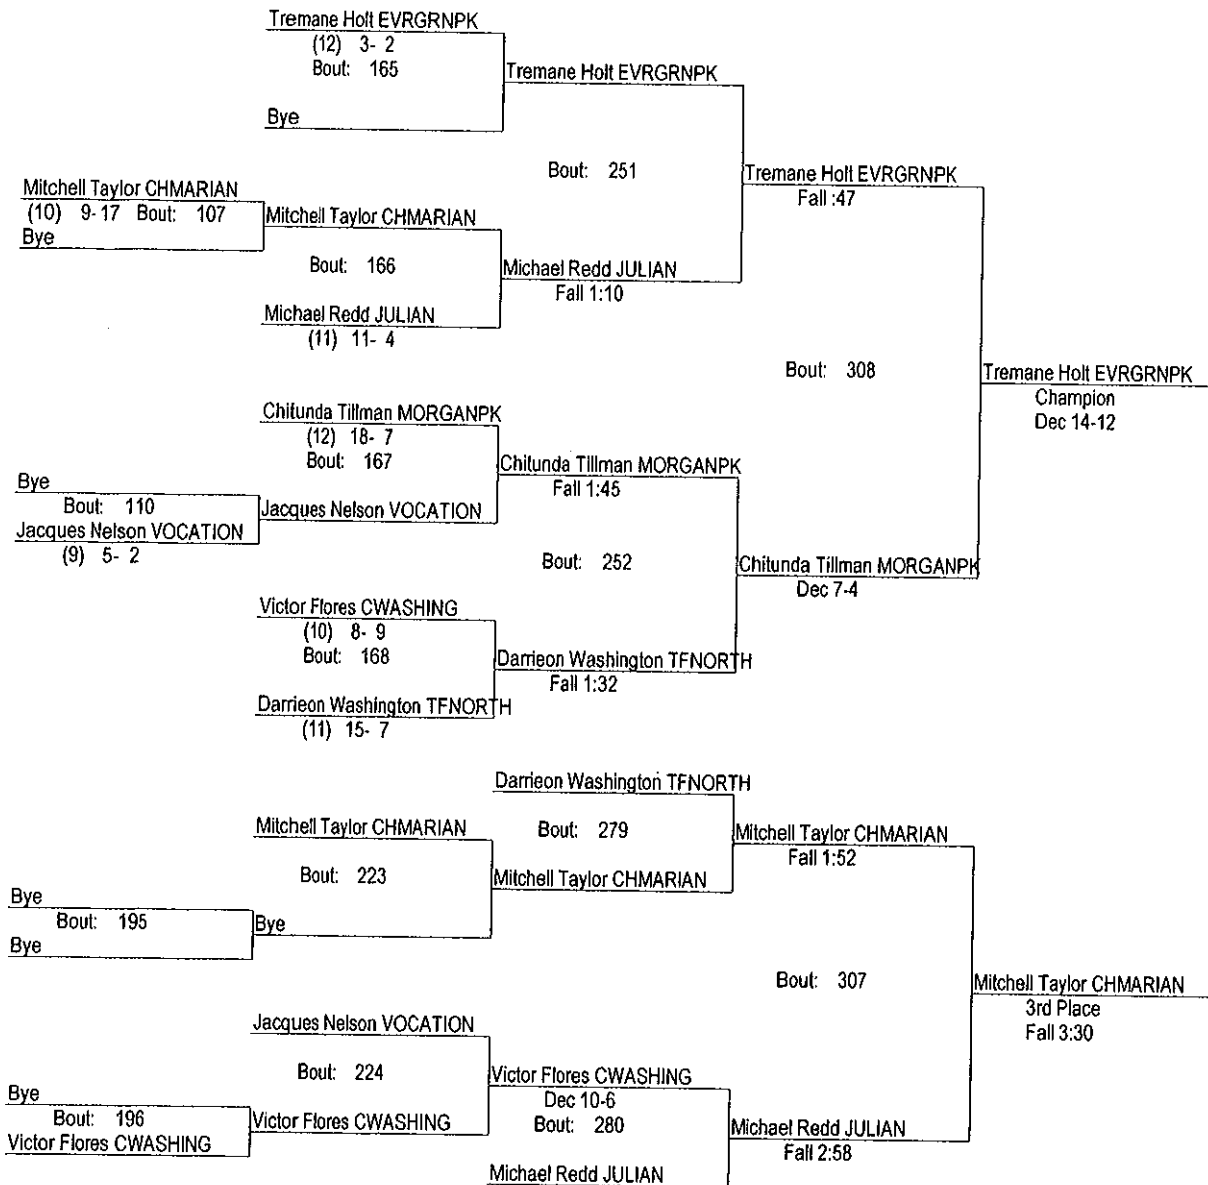 Tremane Holt EVRGRNPK
(12) 3- 2
Bout: 165
Tremane Holt EVRGRNPK
Bye
Bout: 251
Tremane Holt EVRGRNPK
Fall :47
Mitchell Taylor CHMARIAN
(10) 9- 17 Bout: 107
Mitchell Taylor CHMARIAN
Bye
Bout: 166
Michael Redd JULIAN
Fall 1:10
Michael Redd JULIAN
(11) 11- 4
Bout: 308
Tremane Holt EVRGRNPK
Champion
Dec 14-12
Chitunda Tillman MORGANPK
(12) 18- 7
Bout: 167
Chitunda Tillman MORGANPK
Fall 1:45
Bye
Bout: 110
Jacques Nelson VOCATION
Jacques Nelson VOCATION
(9) 5- 2
Bout: 252
Chitunda Tillman MORGANPK
Dec 7-4
Victor Flores CWASHING
(10) 8- 9
Bout: 168
Darrieon Washington TFNORTH
Fall 1:32
Darrieon Washington TFNORTH
(11) 15- 7
Darrieon Washington TFNORTH
Mitchell Taylor CHMARIAN
Bout: 279
Mitchell Taylor CHMARIAN
Fall 1:52
Bout: 223
Mitchell Taylor CHMARIAN
Bye
Bout: 195
Bye
Bye
Bout: 307
Mitchell Taylor CHMARIAN
3rd Place
Fall 3:30
Jacques Nelson VOCATION
Bout: 224
Victor Flores CWASHING
Dec 10-6
Bye
Bout: 196
Victor Flores CWASHING
Bout: 280
Michael Redd JULIAN
Fall 2:58
Victor Flores CWASHING
Michael Redd JULIAN